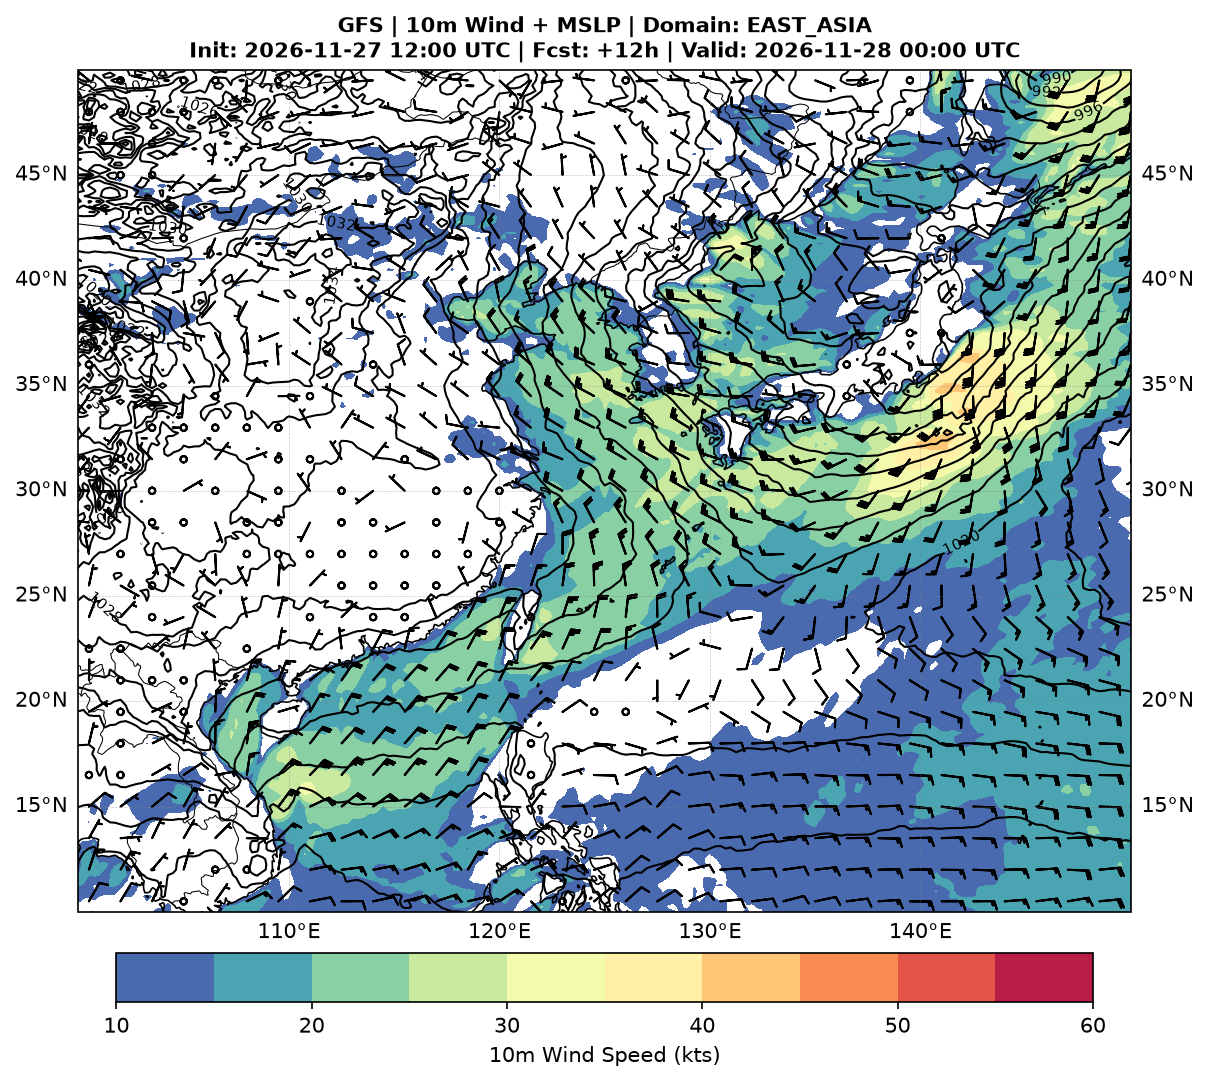 GFS | 10m Wind + MSLP | Domain: EAST_ASIA
Init: 2026-11-27 12:00 UTC | Fcst: +12h | Valid: 2026-11-28 00:00 UTC
990
992
996
1032
1020
45°N 45°N
40°N 40°N
35°N 35°N
30°N 30°N
25°N 25°N
20°N 20°N
15°N 15°N
110°E 120°E 130°E 140°E
10 20 30 40 50 60
10m Wind Speed (kts)